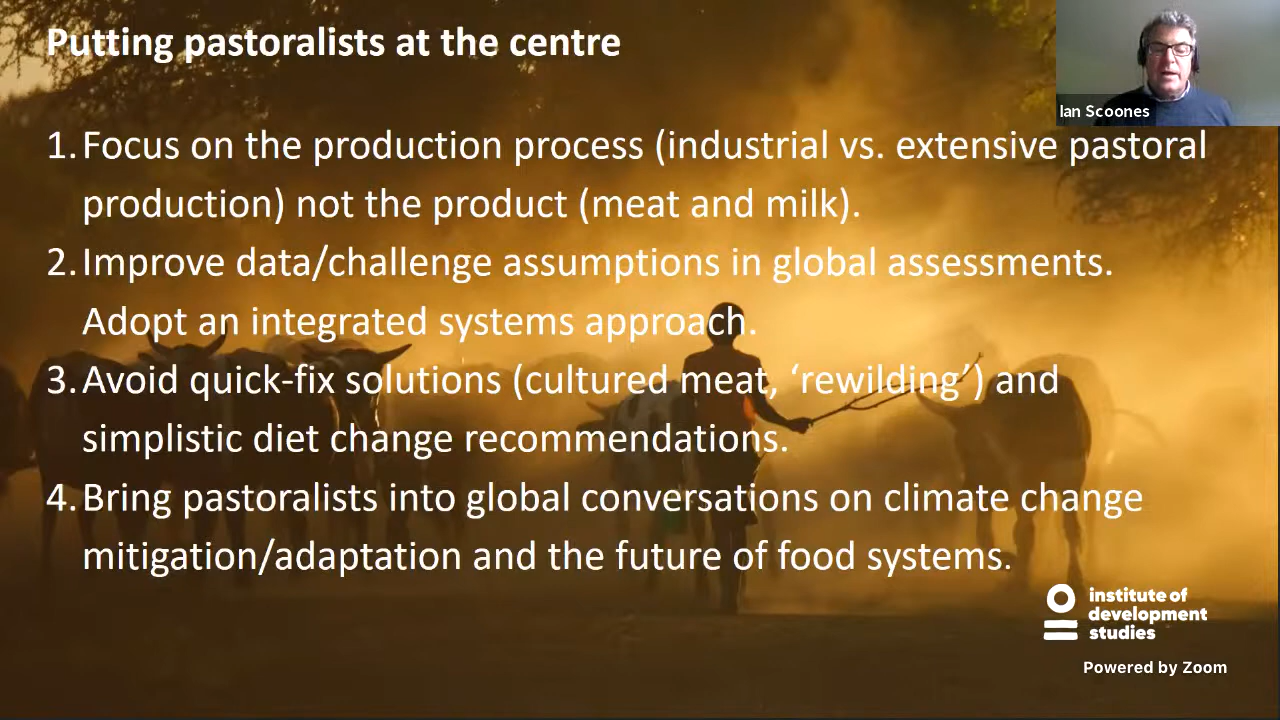 Putting pastoralists at the centre
Ian Scoones
1. Focus on the production process (industrial vs. extensive pastoral
production) not the product (meat and milk).
2. Improve data/challenge assumptions in global assessments.
Adopt an integrated systems approach.
3. Avoid quick-fix solutions (cultured meat, ‘rewilding’) and
simplistic diet change recommendations.
4. Bring pastoralists into global conversations on climate change
mitigation/adaptation and the future of food systems.
institute of
development
studies
Powered by Zoom